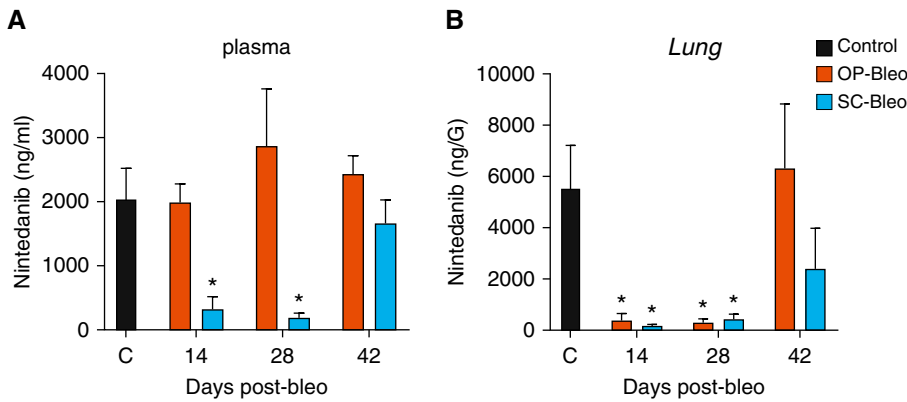 A
plasma
Nintedanib (ng/ml)
4000
3000
2000
1000
0
*
*
C
14
28
42
Days post-bleo
B
Lung
Control
OP-Bleo
SC-Bleo
Nintedanib (ng/G)
10000
8000
6000
4000
2000
0
* * * *
C
14
28
42
Days post-bleo